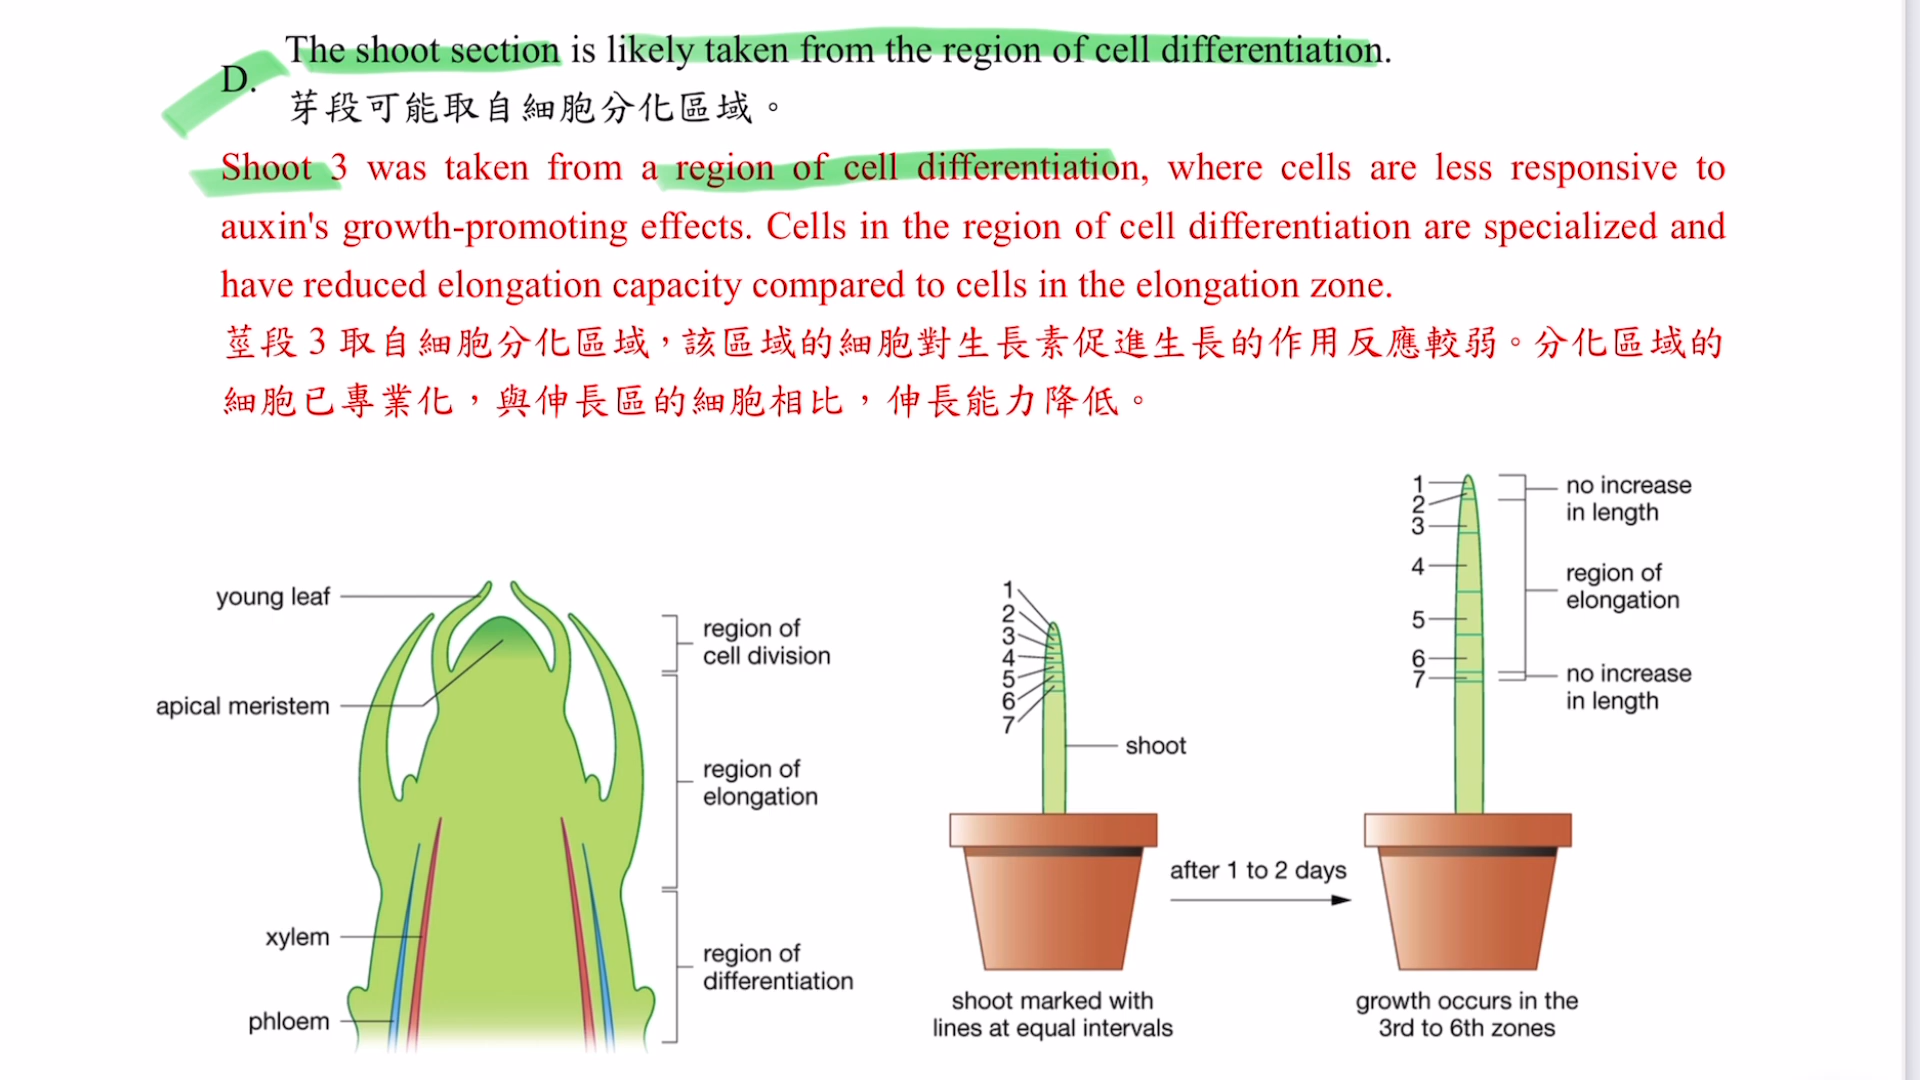 The shoot section is likely taken from the region of cell differentiation.
D.
芽段可能取自細胞分化區域。
Shoot 3 was taken from a region of cell differentiation, where cells are less responsive to
auxin's growth-promoting effects. Cells in the region of cell differentiation are specialized and
have reduced elongation capacity compared to cells in the elongation zone.
莖段 3 取自細胞分化區域，該區域的細胞對生長素促進生長的作用反應較弱。分化區域的
細胞已專業化，與伸長區的細胞相比，伸長能力降低。
young leaf
apical meristem
xylem
phloem
region of
cell division
region of
elongation
region of
differentiation
1
2
3
4
5
6
7
shoot
shoot marked with
lines at equal intervals
after 1 to 2 days
1
2
3
4
5
6
7
no increase
in length
region of
elongation
no increase
in length
growth occurs in the
3rd to 6th zones